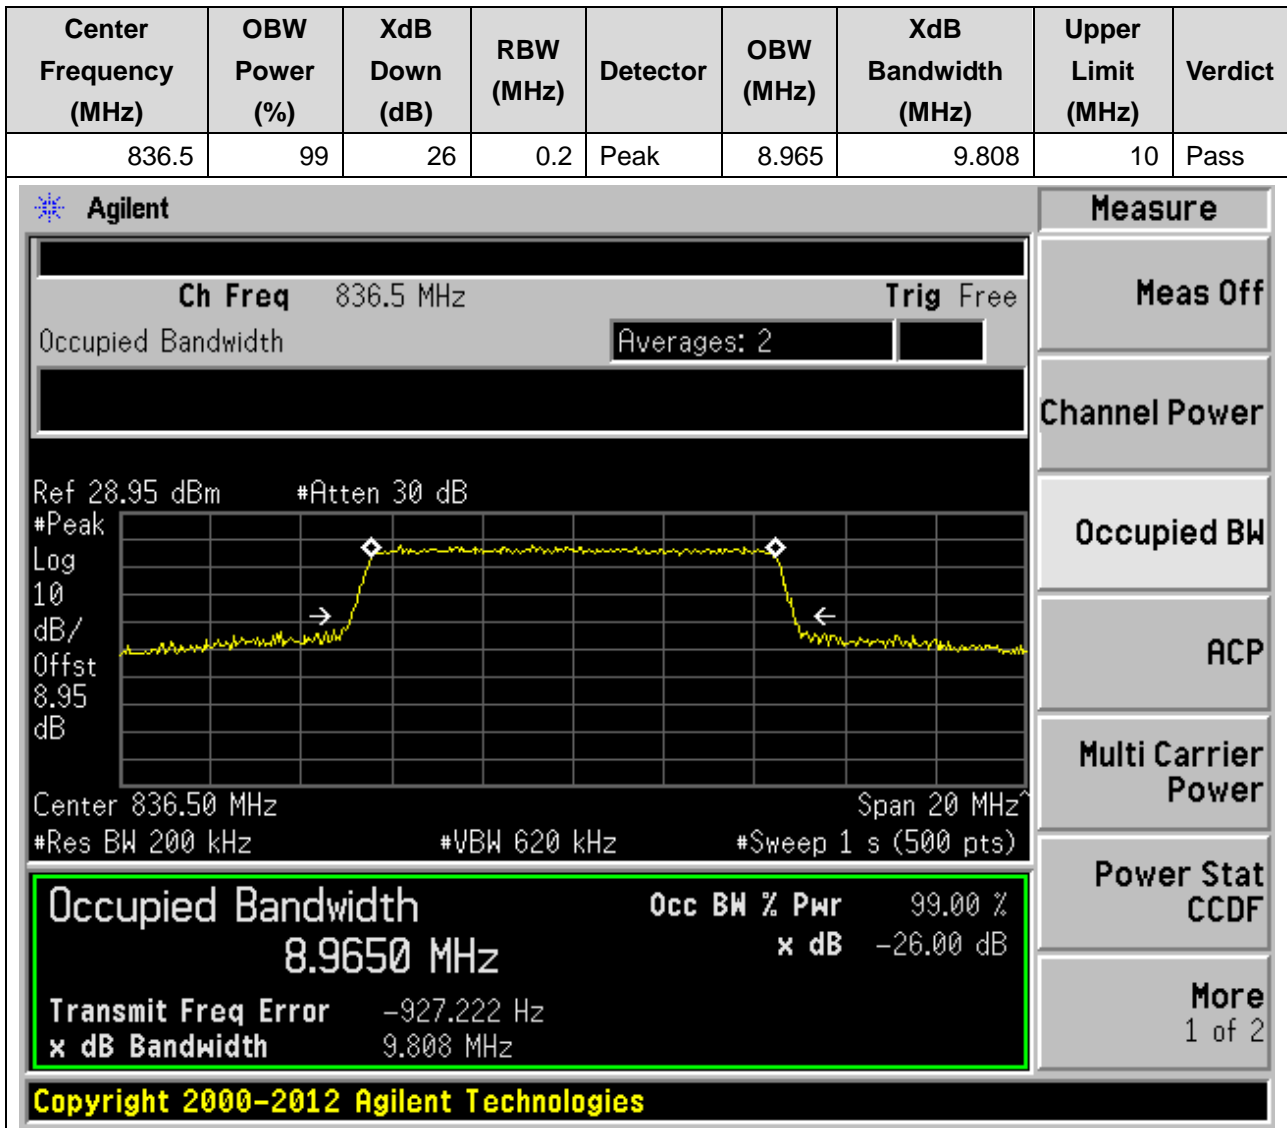 Center Frequency (MHz) OBW Power (%) XdB Down (dB) RBW (MHz) Detector OBW (MHz) XdB Bandwidth (MHz) Upper Limit (MHz) Verdict
836.5 99 26 0.2 Peak 8.965 9.808 10 Pass
Agilent
Measure
Ch Freq 836.5 MHz Trig Free
Meas Off
Occupied Bandwidth Averages: 2
Channel Power
Ref 28.95 dBm #Atten 30 dB
#Peak
Log
10
dB/
Offst
8.95
dB
Occupied BW
ACP
Multi Carrier
Power
Center 836.50 MHz Span 20 MHz^
#Res BW 200 kHz #VBW 620 kHz #Sweep 1 s (500 pts)
Power Stat
CCDF
Occupied Bandwidth Occ BW % Pwr 99.00 %
8.9650 MHz x dB -26.00 dB
Transmit Freq Error -927.222 Hz
x dB Bandwidth 9.808 MHz
More
1 of 2
Copyright 2000-2012 Agilent Technologies